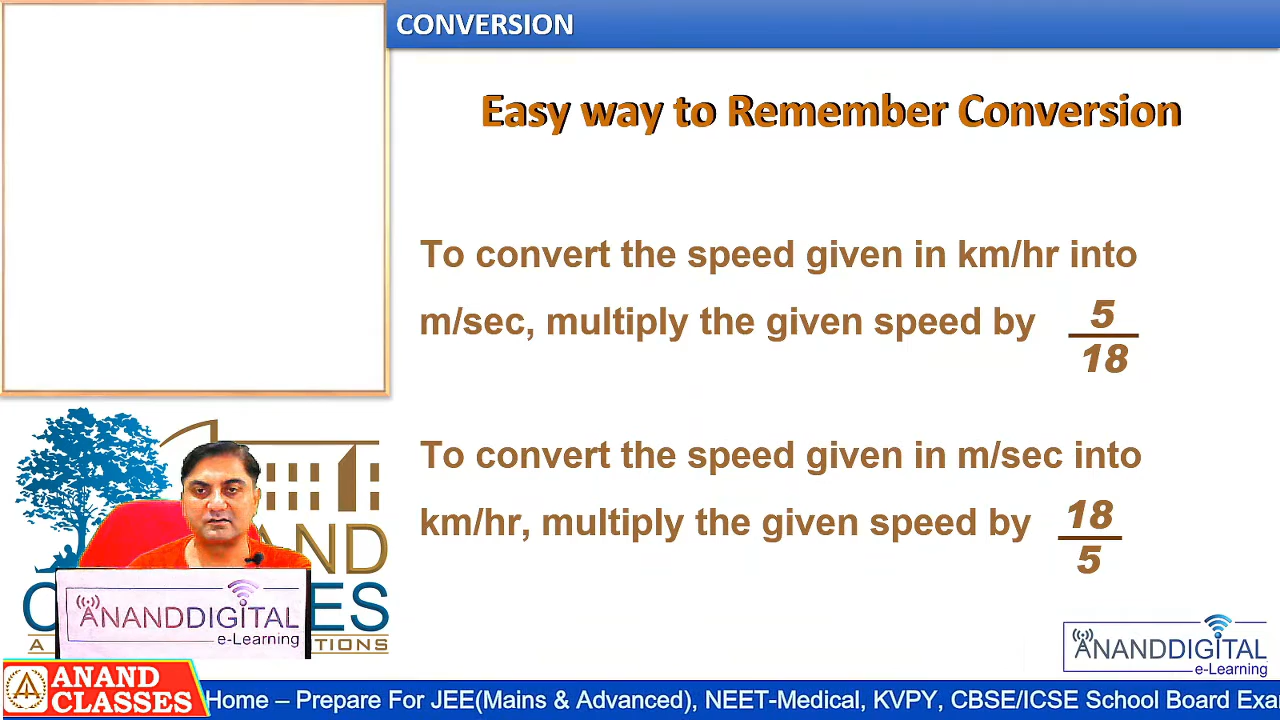 CONVERSION
Easy way to Remember Conversion
To convert the speed given in km/hr into
m/sec, multiply the given speed by 5/18
To convert the speed given in m/sec into
km/hr, multiply the given speed by 18/5
AND
ES
TIONS
ANANDDIGITAL
e-Learning
ANANDDIGITAL
e-Learning
ANAND
CLASSES
Home – Prepare For JEE(Mains & Advanced), NEET-Medical, KVPY, CBSE/ICSE School Board Exa